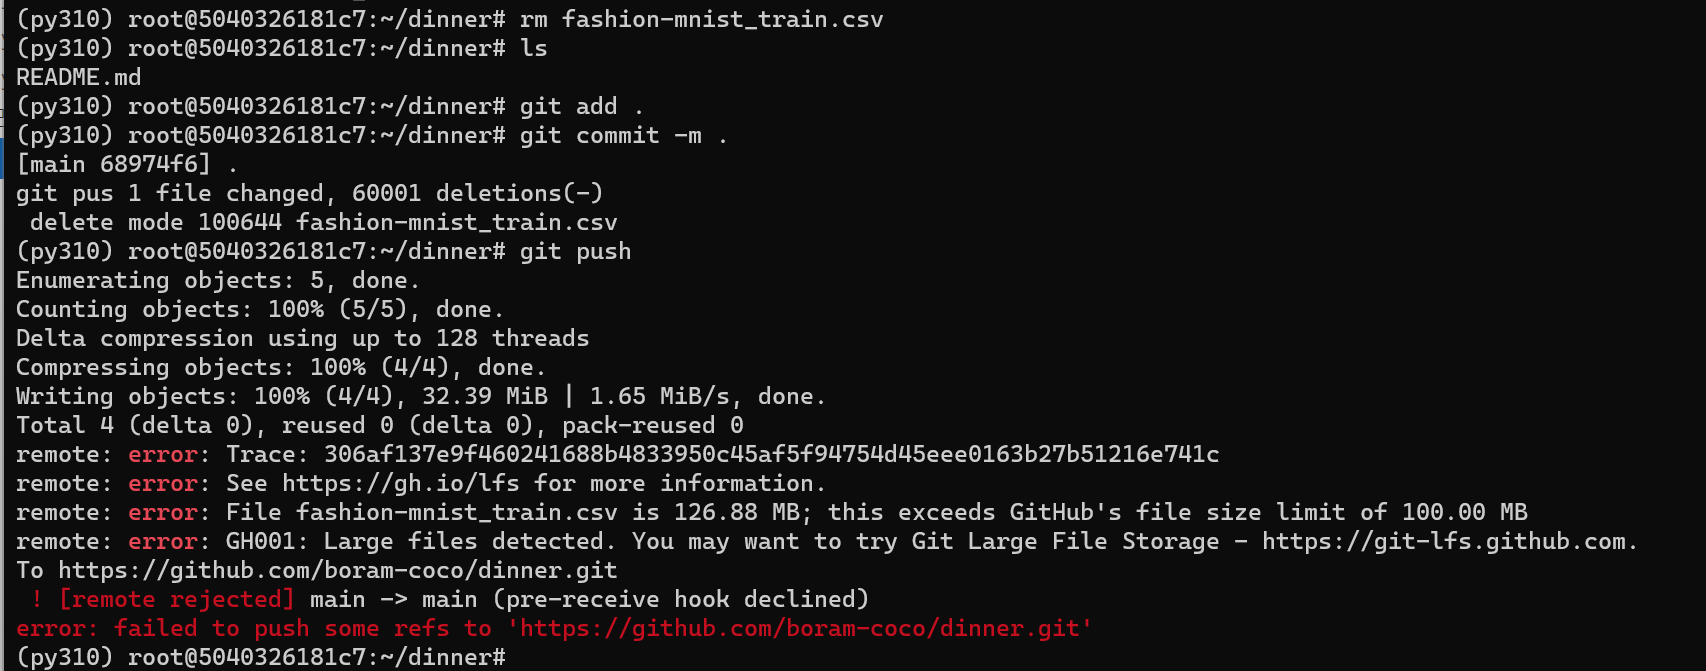 (py310) root@5040326181c7:~/dinner# rm fashion-mnist_train.csv
(py310) root@5040326181c7:~/dinner# ls
README.md
(py310) root@5040326181c7:~/dinner# git add .
(py310) root@5040326181c7:~/dinner# git commit -m .
[main 68974f6] .
git pus 1 file changed, 60001 deletions(-)
 delete mode 100644 fashion-mnist_train.csv
(py310) root@5040326181c7:~/dinner# git push
Enumerating objects: 5, done.
Counting objects: 100% (5/5), done.
Delta compression using up to 128 threads
Compressing objects: 100% (4/4), done.
Writing objects: 100% (4/4), 32.39 MiB | 1.65 MiB/s, done.
Total 4 (delta 0), reused 0 (delta 0), pack-reused 0
remote: error: Trace: 306af137e9f460241688b4833950c45af5f94754d45eee0163b27b51216e741c
remote: error: See https://gh.io/lfs for more information.
remote: error: File fashion-mnist_train.csv is 126.88 MB; this exceeds GitHub's file size limit of 100.00 MB
remote: error: GH001: Large files detected. You may want to try Git Large File Storage - https://git-lfs.github.com.
To https://github.com/boram-coco/dinner.git
 ! [remote rejected] main -> main (pre-receive hook declined)
error: failed to push some refs to 'https://github.com/boram-coco/dinner.git'
(py310) root@5040326181c7:~/dinner#